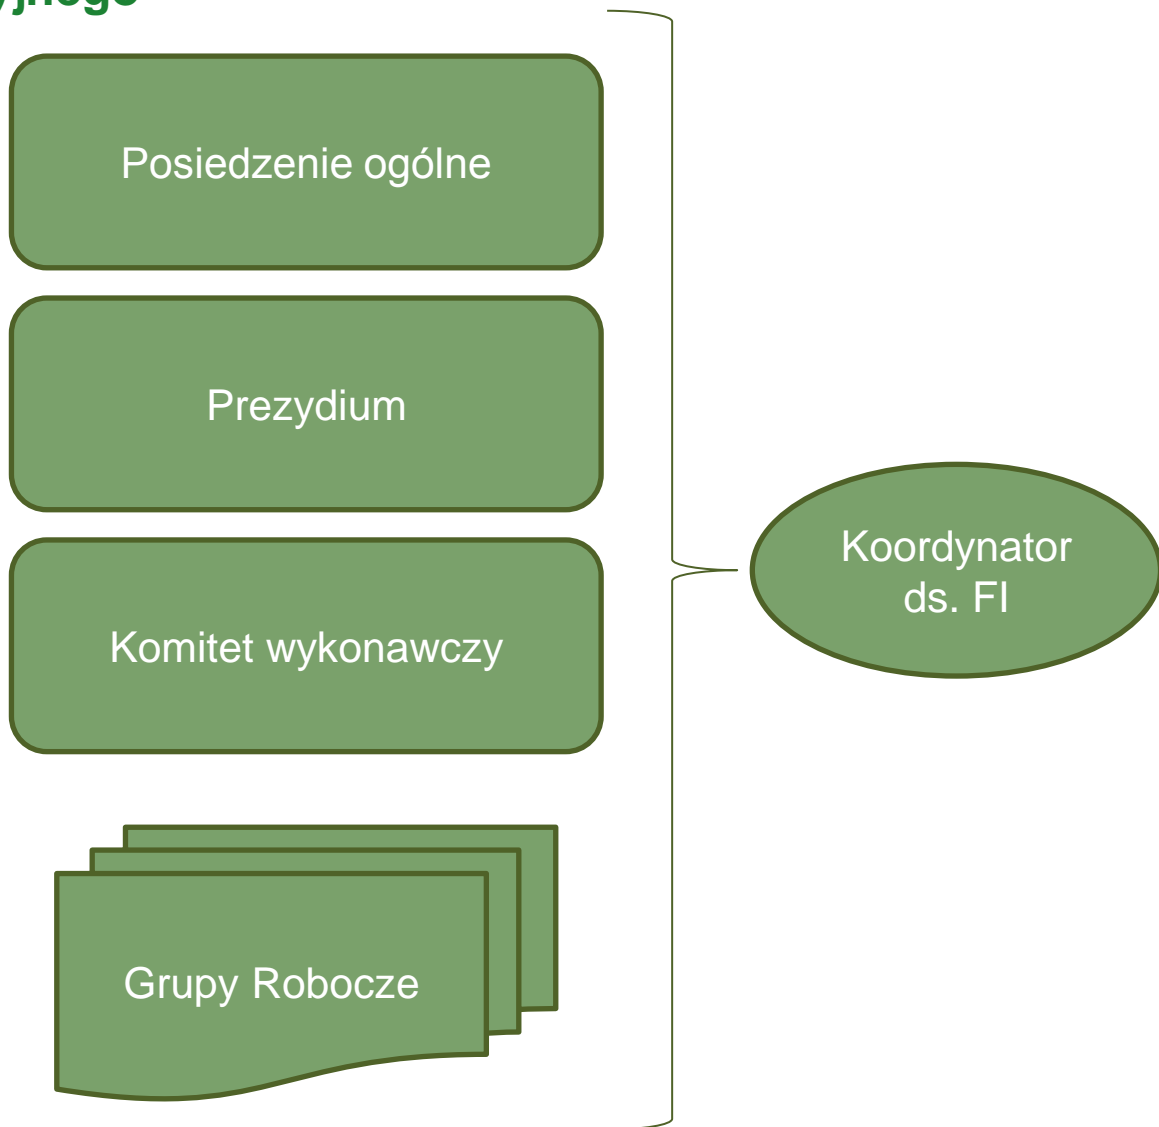 Posiedzenie ogólne
Prezydium
Komitet wykonawczy
Koordynator
ds. FI
Grupy Robocze